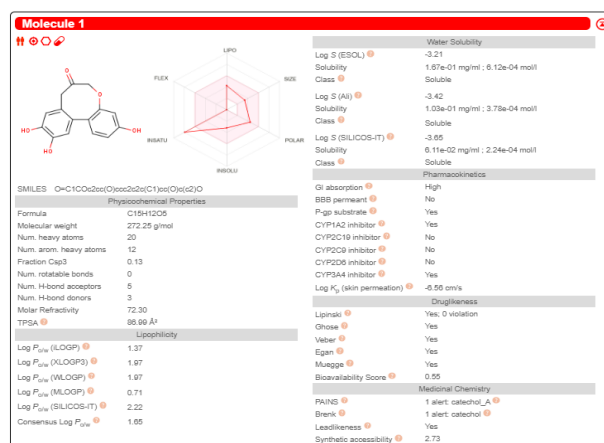 Molecule 1
LIPO
FLEX
SIZE
INSATU
POLAR
INSOLU
O
O
HO
HO
OH
SMILES O=C1COc2cc(O)ccc2c2c(C1)cc(O)c(c2)O
Physicochemical Properties
Formula C15H12O5
Molecular weight 272.25 g/mol
Num. heavy atoms 20
Num. arom. heavy atoms 12
Fraction Csp3 0.13
Num. rotatable bonds 0
Num. H-bond acceptors 5
Num. H-bond donors 3
Molar Refractivity 72.30
TPSA ? 86.99 Å²
Lipophilicity
Log Po/w (iLOGP) ? 1.37
Log Po/w (XLOGP3) ? 1.97
Log Po/w (WLOGP) ? 1.97
Log Po/w (MLOGP) ? 0.71
Log Po/w (SILICOS-IT) ? 2.22
Consensus Log Po/w ? 1.65
Water Solubility
Log S (ESOL) ? -3.21
Solubility 1.67e-01 mg/ml ; 6.12e-04 mol/l
Class ? Soluble
Log S (Ali) ? -3.42
Solubility 1.03e-01 mg/ml ; 3.78e-04 mol/l
Class ? Soluble
Log S (SILICOS-IT) ? -3.65
Solubility 6.11e-02 mg/ml ; 2.24e-04 mol/l
Class ? Soluble
Pharmacokinetics
GI absorption ? High
BBB permeant ? No
P-gp substrate ? Yes
CYP1A2 inhibitor ? Yes
CYP2C19 inhibitor ? No
CYP2C9 inhibitor ? No
CYP2D6 inhibitor ? No
CYP3A4 inhibitor ? Yes
Log Kp (skin permeation) ? -6.56 cm/s
Druglikeness
Lipinski ? Yes; 0 violation
Ghose ? Yes
Veber ? Yes
Egan ? Yes
Muegge ? Yes
Bioavailability Score ? 0.55
Medicinal Chemistry
PAINS ? 1 alert: catechol_A ?
Brenk ? 1 alert: catechol ?
Leadlikeness ? Yes
Synthetic accessibility ? 2.73